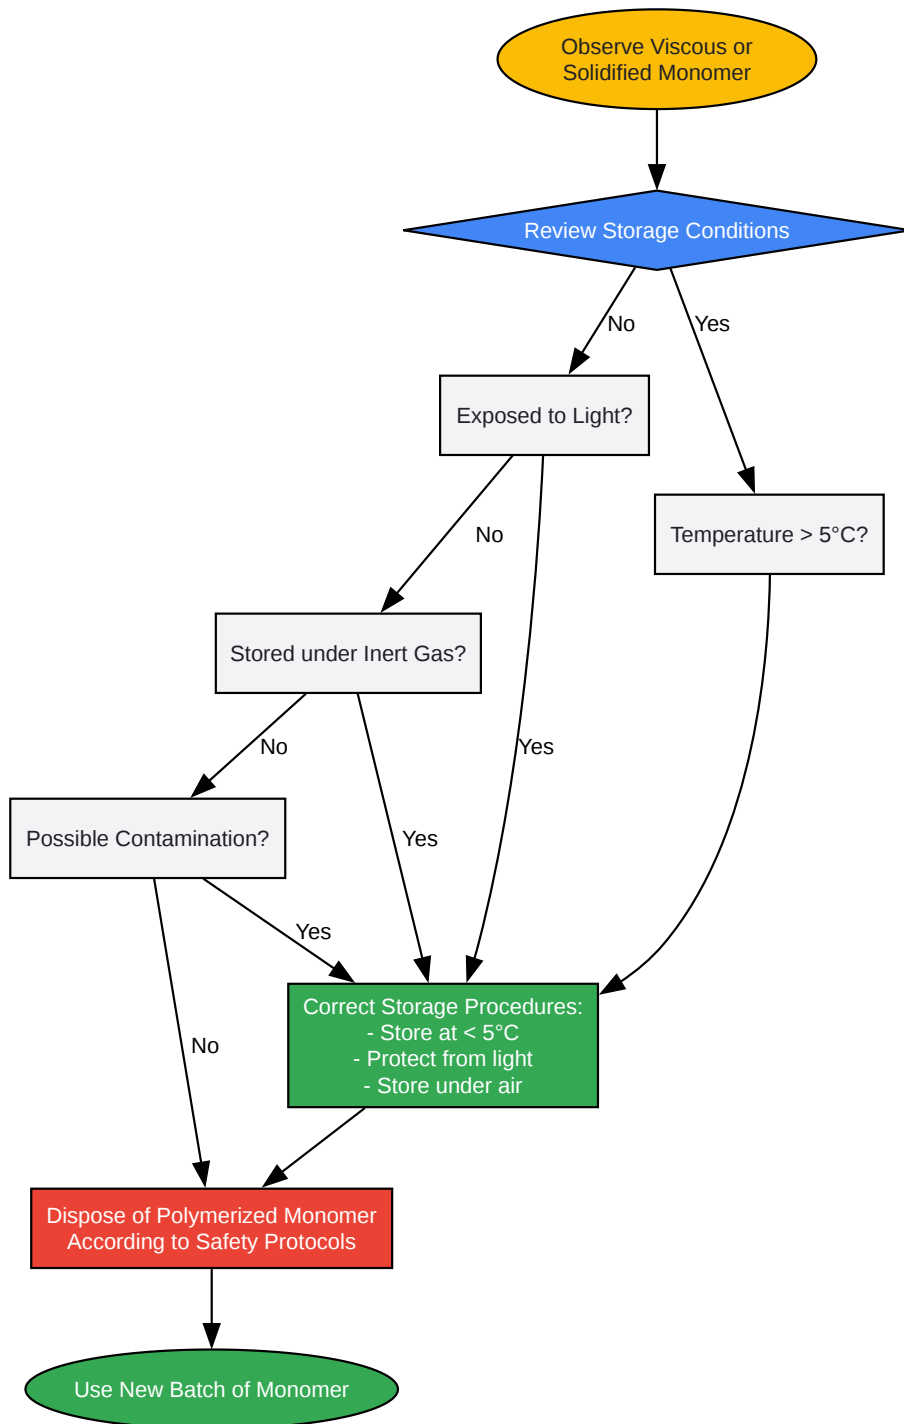 Observe Viscous or
Solidified Monomer
Review Storage Conditions
No
Yes
Exposed to Light?
Temperature > 5°C?
No
Stored under Inert Gas?
No
Yes
Possible Contamination?
Yes
Yes
Correct Storage Procedures:
- Store at < 5°C
- Protect from light
- Store under air
No
Dispose of Polymerized Monomer
According to Safety Protocols
Use New Batch of Monomer